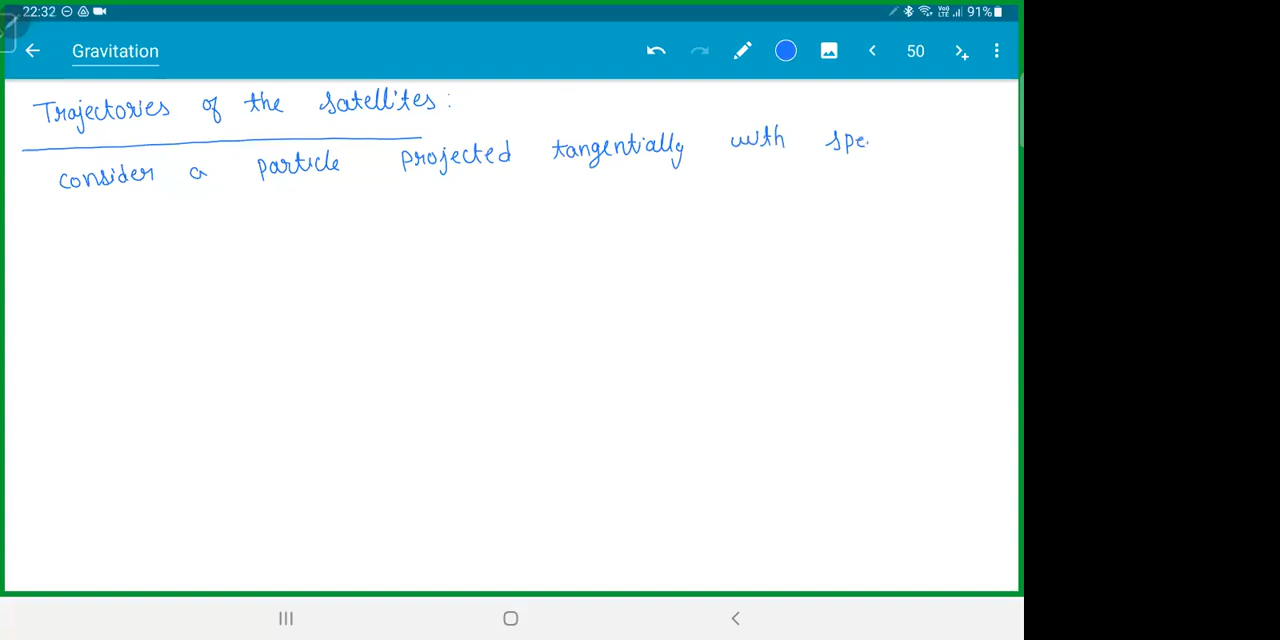 22:32 91%
Gravitation 50
Trajectories of the satellites:
consider a particle projected tangentially with spe